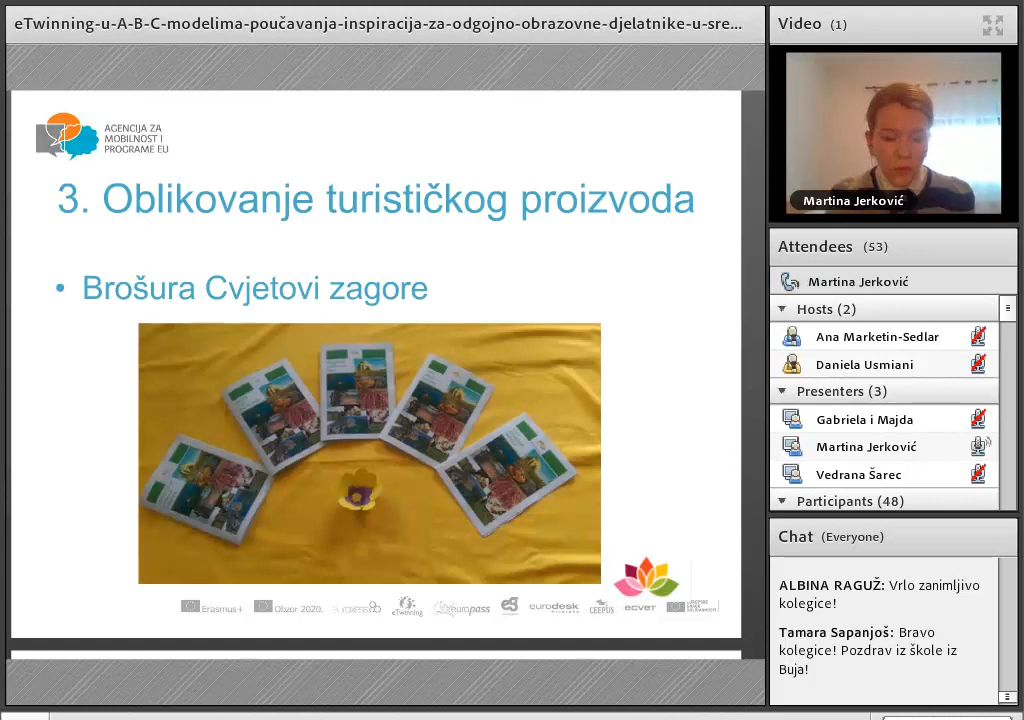 eTwinning-u-A-B-C-modelima-poučavanja-inspiracija-za-odgojno-obrazovne-djelatnike-u-sre...
AGENCIJA ZA
MOBILNOST I
PROGRAME EU
3. Oblikovanje turističkog proizvoda
• Brošura Cvjetovi zagore
Erasmus+
Obzor 2020.
eTwinning
europass
eurodesk
CEEPUS
ecvet
Video (1)
Martina Jerković
Attendees (53)
Martina Jerković
Hosts (2)
Ana Marketin-Sedlar
Daniela Usmiani
Presenters (3)
Gabriela i Majda
Martina Jerković
Vedrana Šarec
Participants (48)
Chat (Everyone)
ALBINA RAGUŽ: Vrlo zanimljivo
kolegice!
Tamara Sapanjoš: Bravo
kolegice! Pozdrav iz škole iz
Buja!